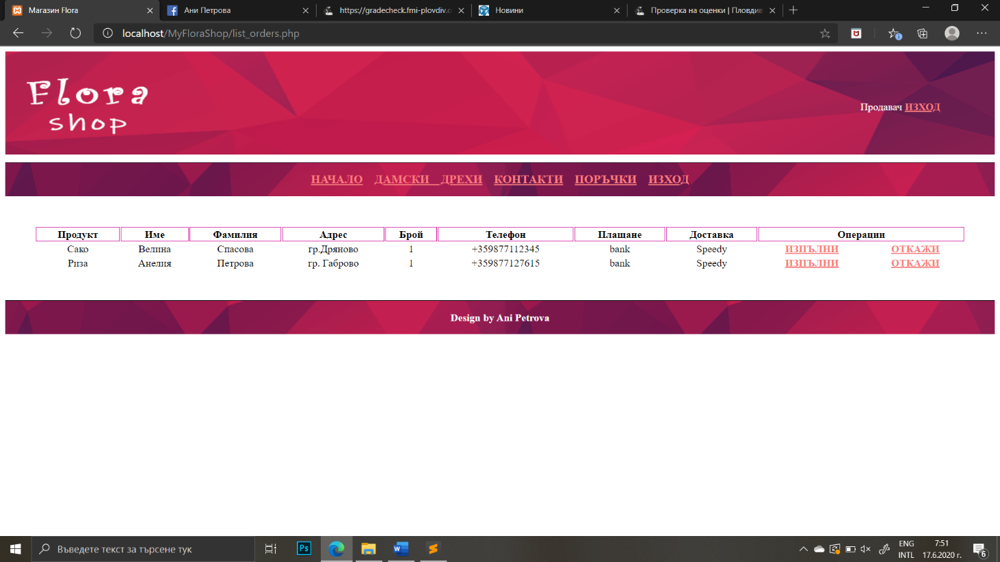 Магазин Flora
Ани Петрова
https://gradecheck.fmi-plovdiv.o
Новини
Проверка на оценки | Пловдив
localhost/MyFloraShop/list_orders.php
Flora
shop
Продавач ИЗХОД
НАЧАЛО ДАМСКИ ДРЕХИ КОНТАКТИ ПОРЪЧКИ ИЗХОД
Продукт Име Фамилия Адрес Брой Телефон Плащане Доставка Операции
Сако Велина Спасова гр.Дряново 1 +359877112345 bank Speedy ИЗПЪЛНИ ОТКАЖИ
Риза Анелия Петрова гр. Габрово 1 +359877127615 bank Speedy ИЗПЪЛНИ ОТКАЖИ
Design by Ani Petrova
Въведете текст за търсене тук
Ps
W
ENG
INTL
7:51
17.6.2020 г.
6